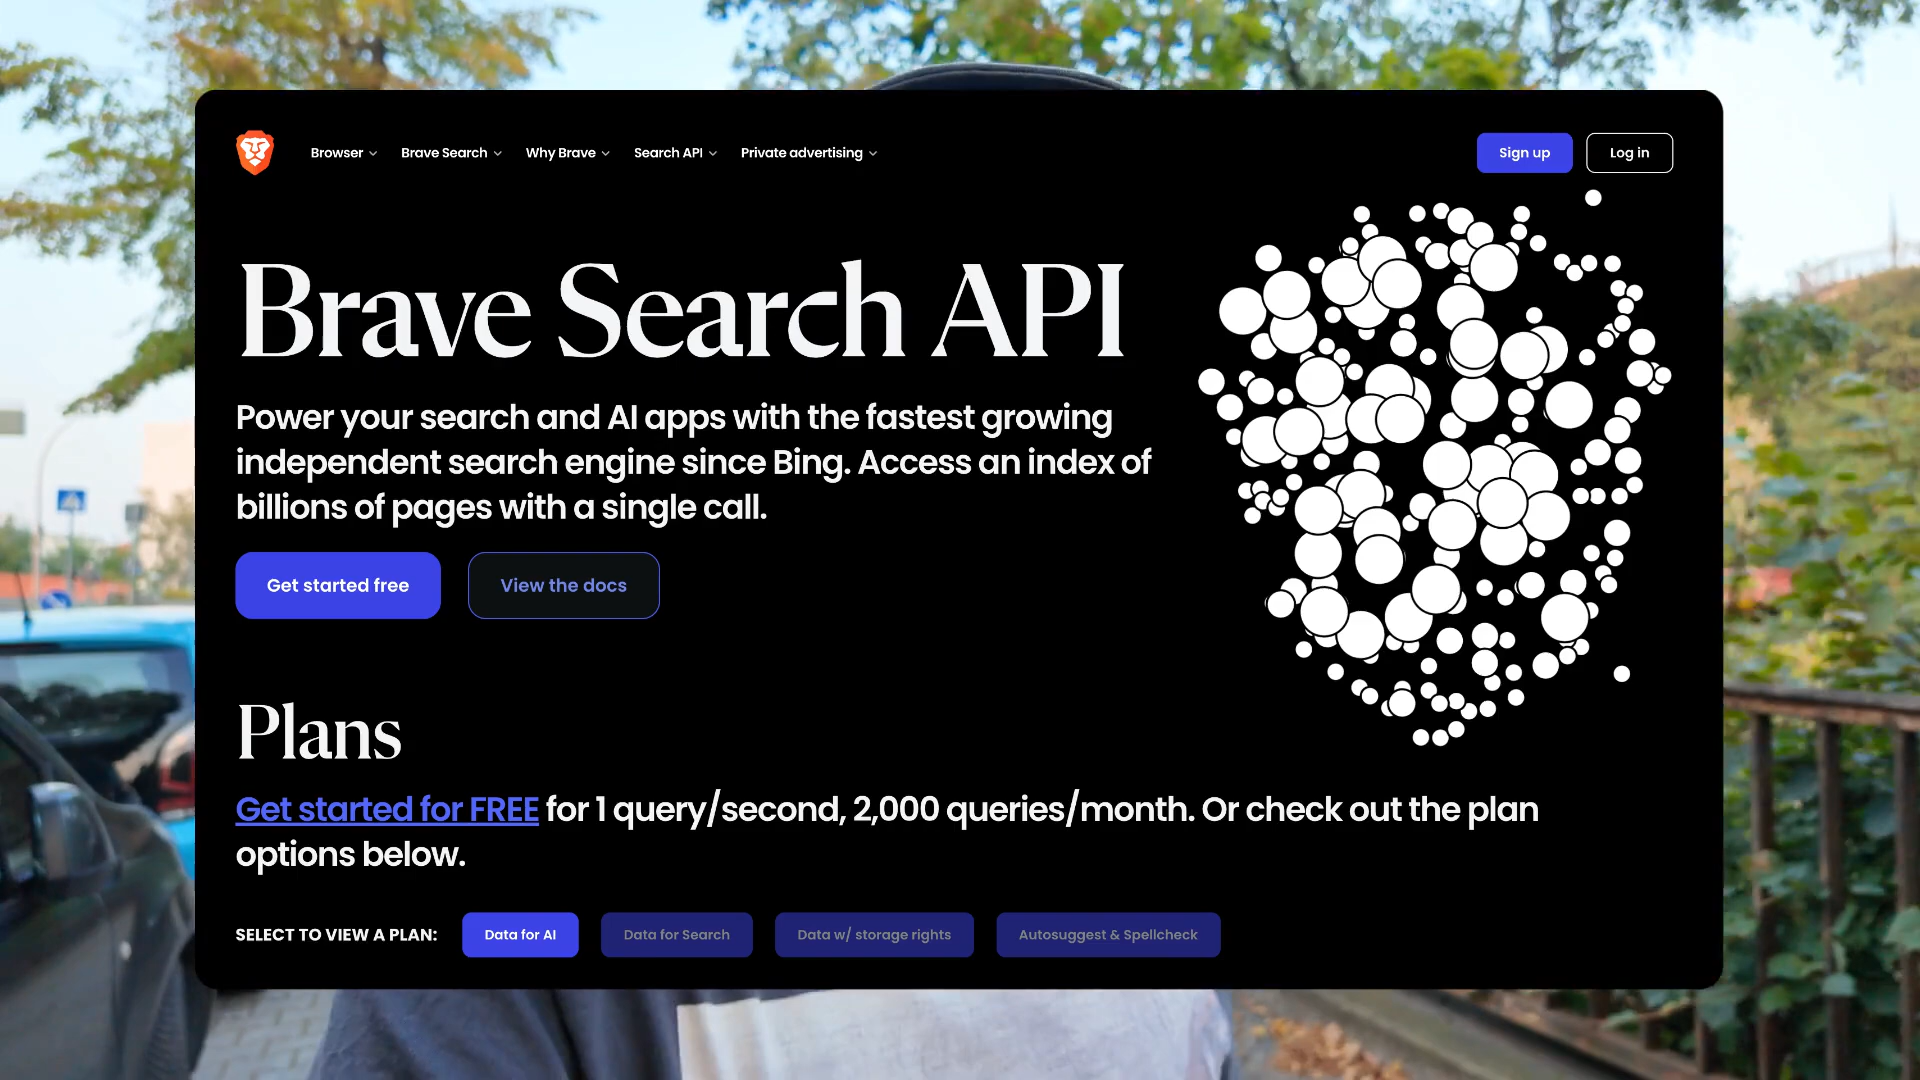 Browser Brave Search Why Brave Search API Private advertising Sign up Log in
Brave Search API
Power your search and AI apps with the fastest growing
independent search engine since Bing. Access an index of
billions of pages with a single call.
Get started free View the docs
Plans
Get started for FREE for 1 query/second, 2,000 queries/month. Or check out the plan
options below.
SELECT TO VIEW A PLAN: Data for AI Data for Search Data w/ storage rights Autosuggest & Spellcheck